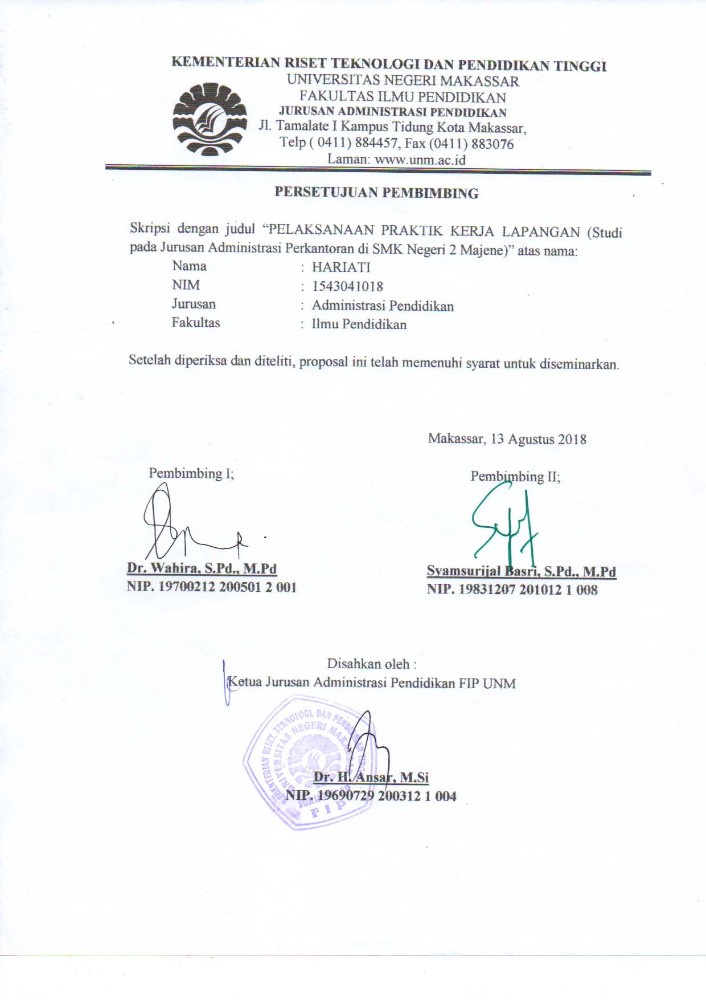 KEMENTERIAN RISET TEKNOLOGI DAN PENDIDIKAN TINGGI
UNIVERSITAS NEGERI MAKASSAR
FAKULTAS ILMU PENDIDIKAN
JURUSAN ADMINISTRASI PENDIDIKAN
Jl. Tamalate I Kampus Tidung Kota Makassar,
Telp ( 0411) 884457, Fax (0411) 883076
Laman: www.unm.ac.id
PERSETUJUAN PEMBIMBING
Skripsi dengan judul “PELAKSANAAN PRAKTIK KERJA LAPANGAN (Studi
pada Jurusan Administrasi Perkantoran di SMK Negeri 2 Majene)” atas nama:
Nama : HARIATI
NIM : 1543041018
Jurusan : Administrasi Pendidikan
Fakultas : Ilmu Pendidikan
Setelah diperiksa dan diteliti, proposal ini telah memenuhi syarat untuk diseminarkan.
Makassar, 13 Agustus 2018
Pembimbing I;
Pembimbing II;
Dr. Wahira, S.Pd., M.Pd
NIP. 19700212 200501 2 001
Syamsurijal Basri, S.Pd., M.Pd
NIP. 19831207 201012 1 008
Disahkan oleh :
Ketua Jurusan Administrasi Pendidikan FIP UNM
KEMENTERIAN RISET, TEKNOLOGI, DAN PENDIDIKAN TINGGI
UNIVERSITAS NEGERI MAKASSAR
JURUSAN AP
FIP
Dr. H. Ansar, M.Si
NIP. 19690729 200312 1 004